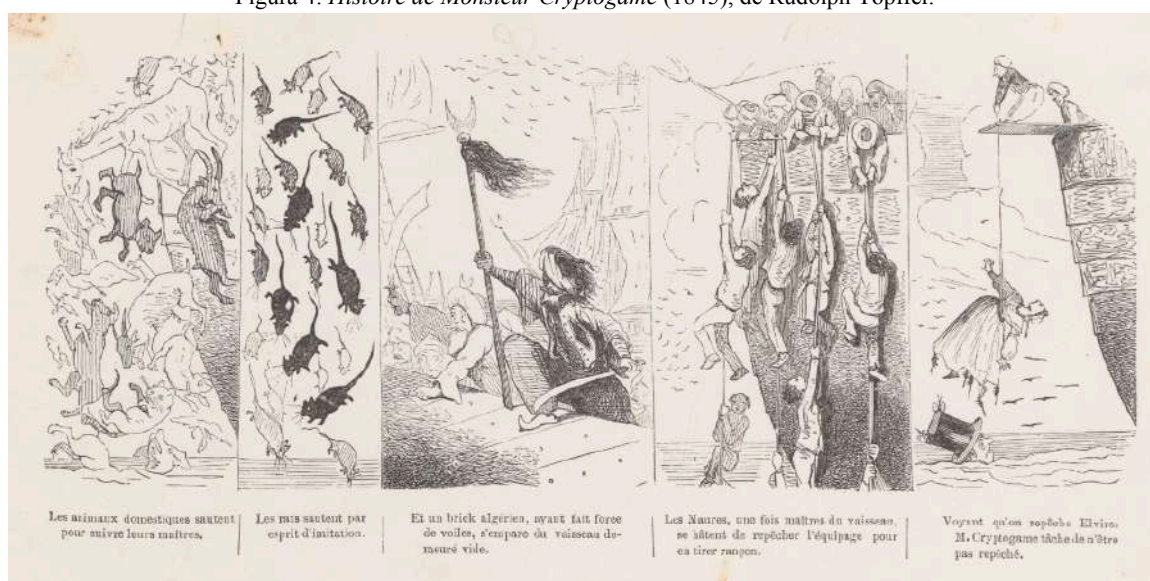 Figura 4. Histoire de Monsieur Cryptogame (1845), de Rudolph Töpffer.
Les animaux domestiques sautent
pour suivre leurs maîtres.
Les rats sautent par
esprit d'imitation.
Et un brick algérien, ayant fait force
de voiles, s'empare du vaisseau de-
meuré vide.
Les Maures, une fois maîtres du vaisseau,
se hâtent de repêcher l'équipage pour
en tirer rançon.
Voyant qu'on repêche Elvire,
M. Cryptogame tâche de n'être
pas repêché.